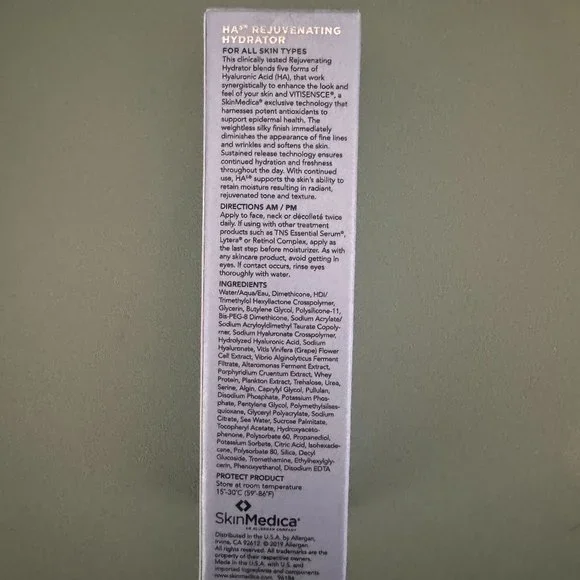 HA⁵® REJUVENATING
HYDRATOR
FOR ALL SKIN TYPES
This clinically tested Rejuvenating
Hydrator blends five forms of
Hyaluronic Acid (HA), that work
synergistically to enhance the look and
feel of your skin and VITISENSCE®, a
SkinMedica® exclusive technology that
harnesses potent antioxidants to
support epidermal health. The
weightless silky finish immediately
diminishes the appearance of fine lines
and wrinkles and softens the skin.
Sustained release technology ensures
continued hydration and freshness
throughout the day. With continued
use, HA⁵® supports the skin's ability to
retain moisture resulting in radiant,
rejuvenated tone and texture.
DIRECTIONS AM / PM
Apply to face, neck or décolleté twice
daily. If using with other treatment
products such as TNS Essential Serum®,
Lytera® or Retinol Complex, apply as
the last step before moisturizer. As with
any skincare product, avoid getting in
eyes. If contact occurs, rinse eyes
thoroughly with water.
INGREDIENTS
Water/Aqua/Eau, Dimethicone, HDI/
Trimethylol Hexyllactone Crosspolymer,
Glycerin, Butylene Glycol, Polysilicone-11,
Bis-PEG-8 Dimethicone, Sodium Acrylate/
Sodium Acryloyldimethyl Taurate Copoly-
mer, Sodium Hyaluronate Crosspolymer,
Hydrolyzed Hyaluronic Acid, Sodium
Hyaluronate, Vitis Vinifera (Grape) Flower
Cell Extract, Vibrio Alginolyticus Ferment
Filtrate, Alteromonas Ferment Extract,
Porphyridium Cruentum Extract, Whey
Protein, Plankton Extract, Trehalose, Urea,
Serine, Algin, Caprylyl Glycol, Pullulan,
Disodium Phosphate, Potassium Phos-
phate, Pentylene Glycol, Polymethylsilses-
quioxane, Glyceryl Polyacrylate, Sodium
Citrate, Sea Water, Sucrose Palmitate,
Tocopheryl Acetate, Hydroxyaceto-
phenone, Polysorbate 60, Propanediol,
Potassium Sorbate, Citric Acid, Isohexade-
cane, Polysorbate 80, Silica, Decyl
Glucoside, Tromethamine, Ethylhexylgly-
cerin, Phenoxyethanol, Disodium EDTA
PROTECT PRODUCT
Store at room temperature
15˚-30˚C (59˚-86˚F)
SkinMedica®
AN ALLERGAN COMPANY
Distributed in the U.S.A. by Allergan,
Irvine, CA 92612 © 2019 Allergan.
All rights reserved. All trademarks are the
property of their respective owners.
Made in the U.S.A. with U.S. and
imported ingredients and components
www.skinmedica.com 96184